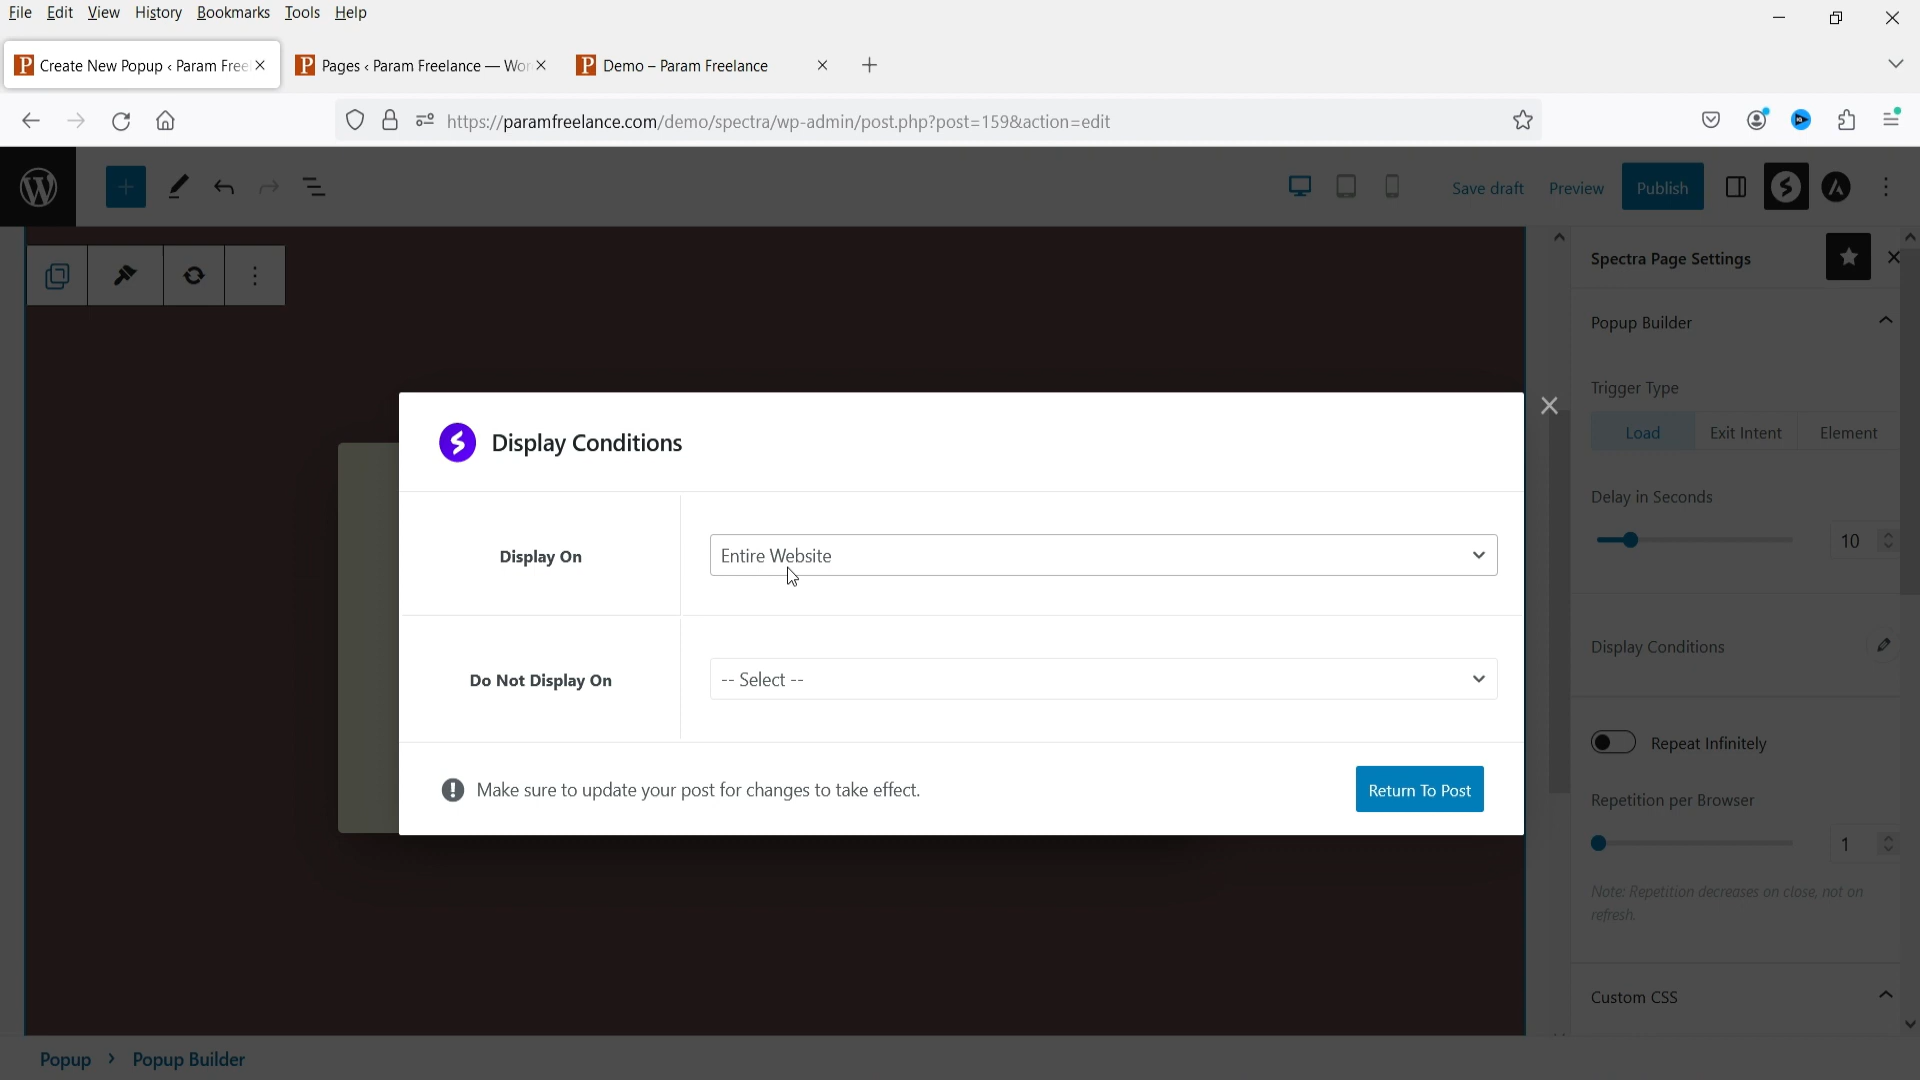 File Edit View History Bookmarks Tools Help
Create New Popup ‹ Param Free
Pages ‹ Param Freelance — Wor
Demo – Param Freelance
https://paramfreelance.com/demo/spectra/wp-admin/post.php?post=159&action=edit
Save draft Preview Publish
Spectra Page Settings
Popup Builder
Trigger Type
Load Exit Intent Element
Delay in Seconds
10
Display Conditions
Repeat Infinitely
Repetition per Browser
1
Note: Repetition decreases on close, not on
refresh.
Custom CSS
Display Conditions
Display On
Entire Website
Do Not Display On
-- Select --
Make sure to update your post for changes to take effect.
Return To Post
Popup › Popup Builder